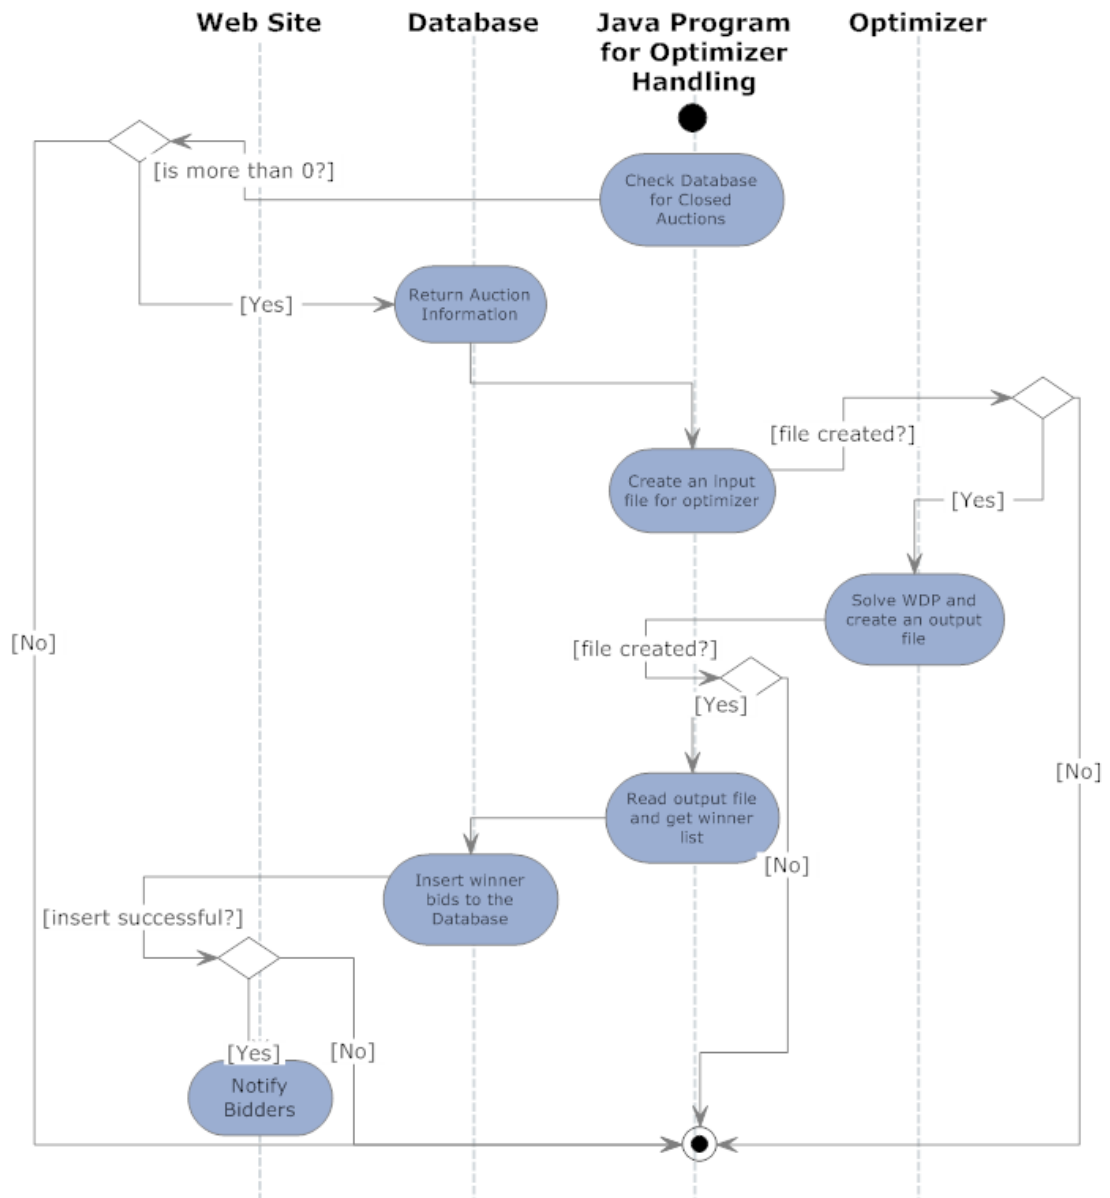 Web Site
Database
Java Program
for Optimizer
Handling
Optimizer
Check Database
for Closed
Auctions
[is more than 0?]
[Yes]
Return Auction
Information
[file created?]
Create an input
file for optimizer
[Yes]
Solve WDP and
create an output
file
[No]
[file created?]
[Yes]
[No]
Read output file
and get winner
list
[No]
Insert winner
bids to the
Database
[insert successful?]
[Yes]
[No]
Notify
Bidders